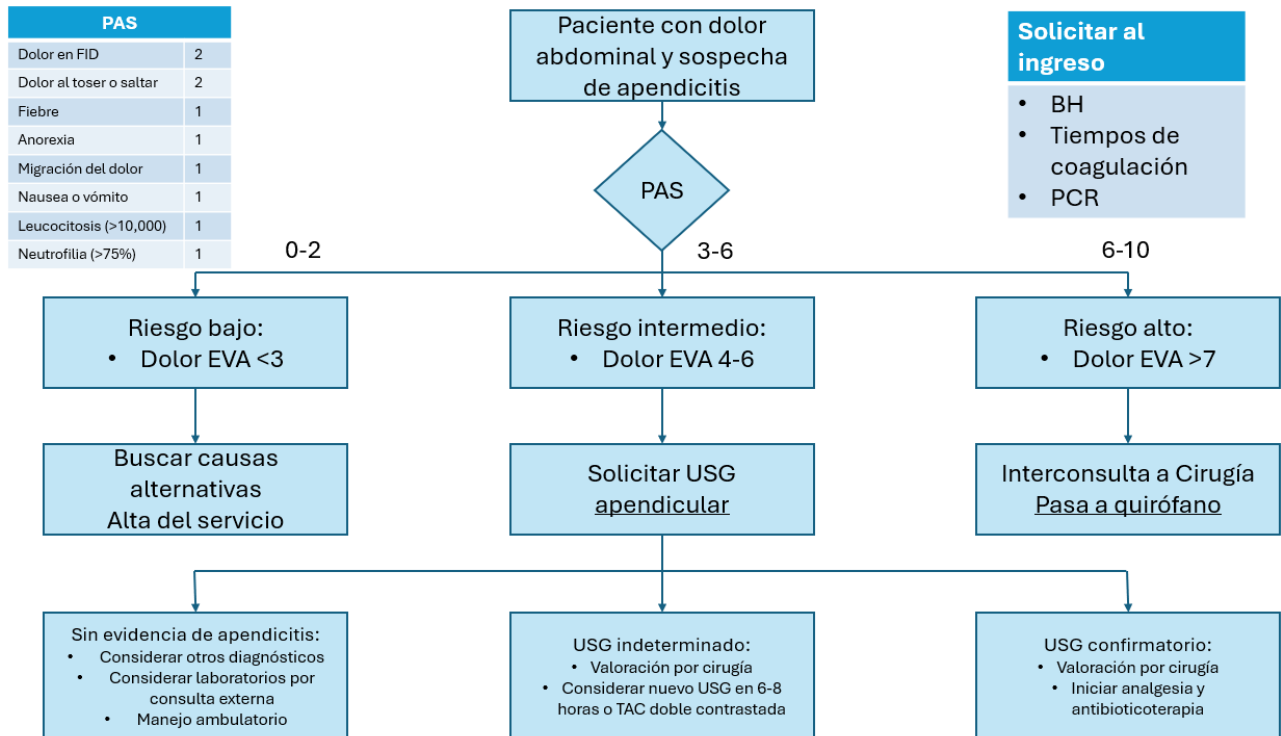 PAS
Dolor en FID 2
Dolor al toser o saltar 2
Fiebre 1
Anorexia 1
Migración del dolor 1
Nausea o vómito 1
Leucocitosis (>10,000) 1
Neutrofilia (>75%) 1
Paciente con dolor
abdominal y sospecha
de apendicitis
Solicitar al
ingreso
• BH
• Tiempos de
coagulación
• PCR
PAS
0-2
3-6
6-10
Riesgo bajo:
• Dolor EVA <3
Riesgo intermedio:
• Dolor EVA 4-6
Riesgo alto:
• Dolor EVA >7
Buscar causas
alternativas
Alta del servicio
Solicitar USG
apendicular
Interconsulta a Cirugía
Pasa a quirófano
Sin evidencia de apendicitis:
• Considerar otros diagnósticos
• Considerar laboratorios por
consulta externa
• Manejo ambulatorio
USG indeterminado:
• Valoración por cirugía
• Considerar nuevo USG en 6-8
horas o TAC doble contrastada
USG confirmatorio:
• Valoración por cirugía
• Iniciar analgesia y
antibioticoterapia